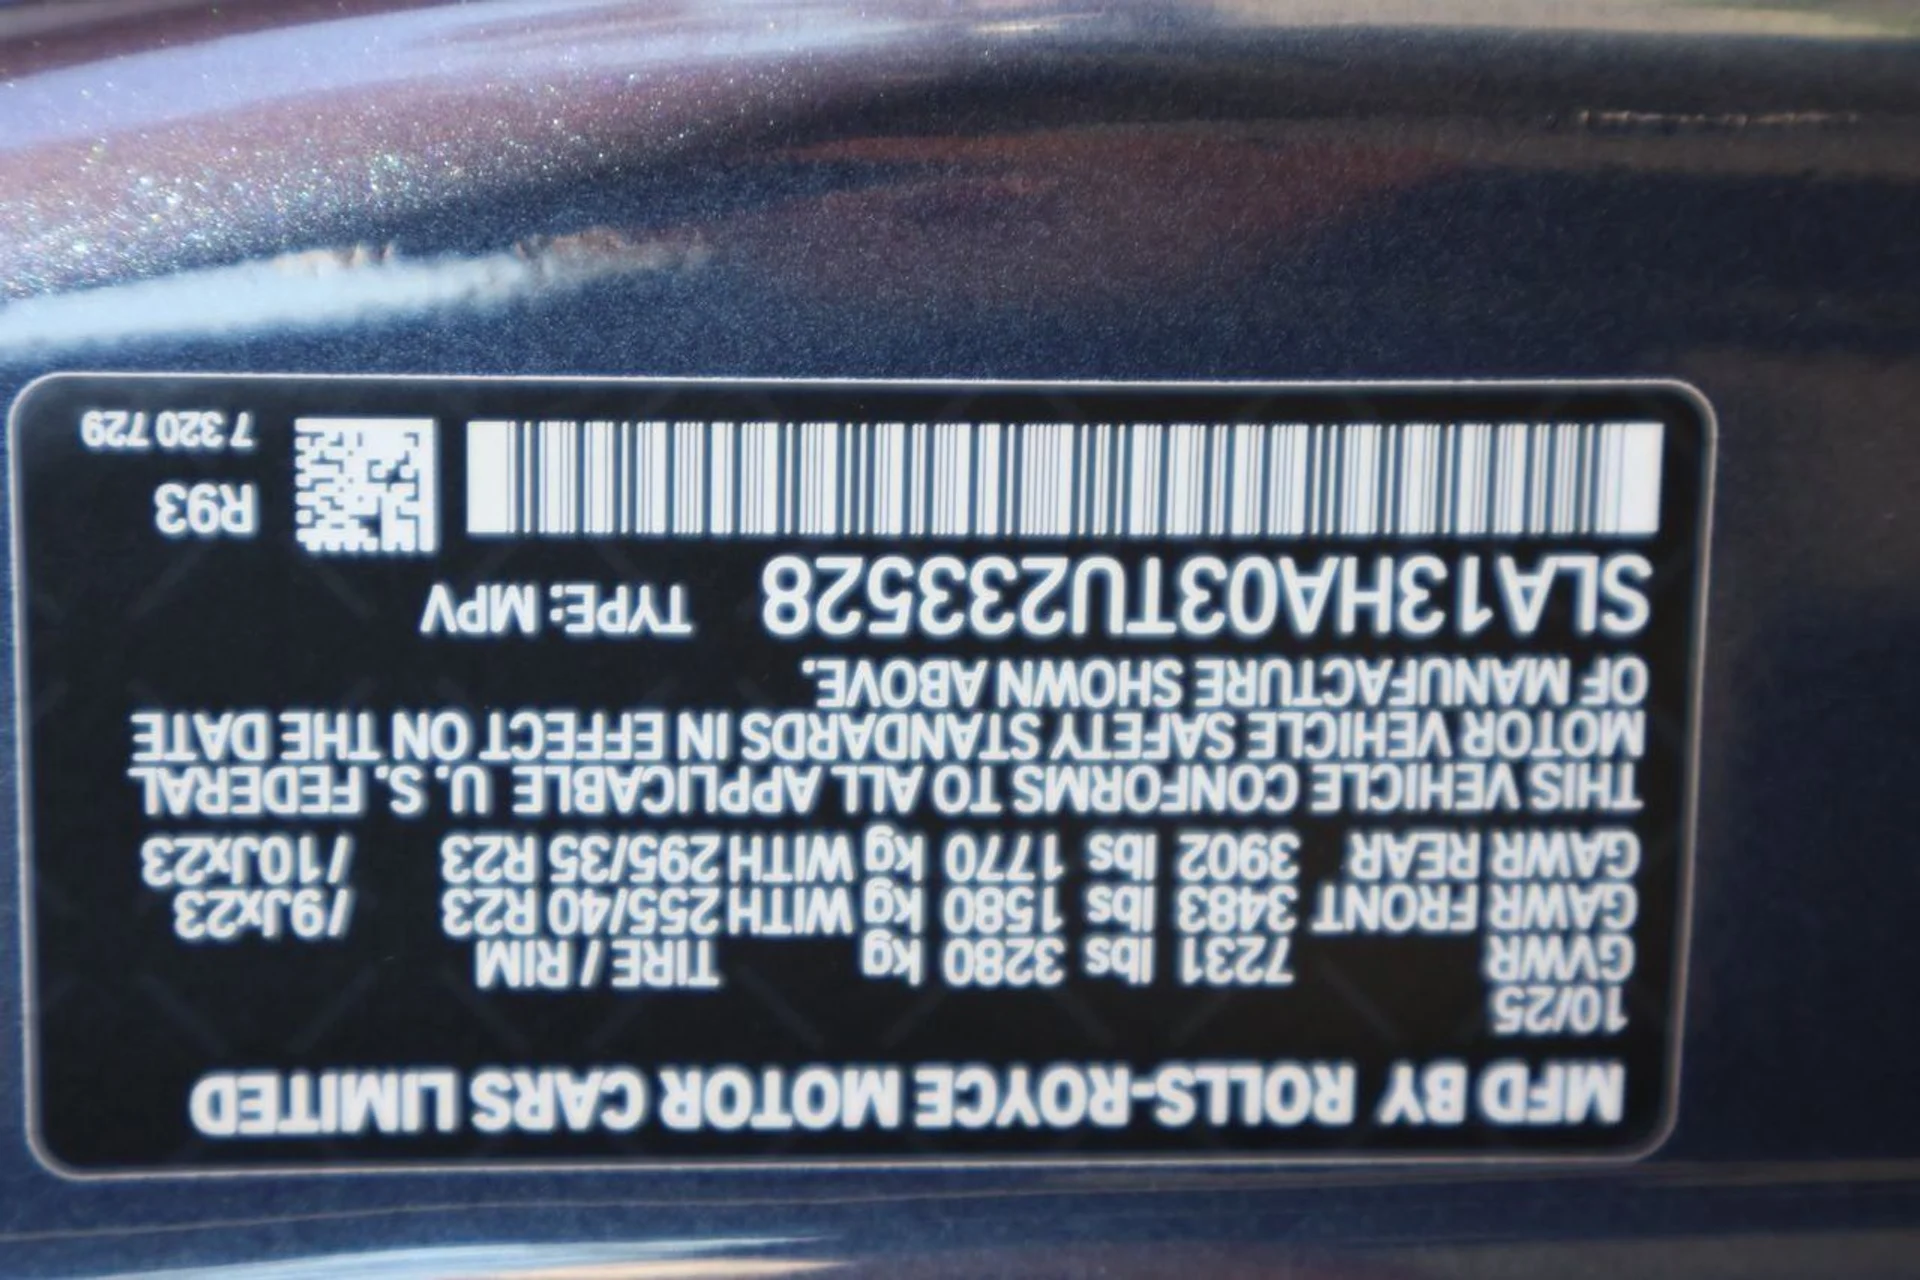 MFD BY ROLLS-ROYCE MOTOR CARS LIMITED
10/25
GVWR 7231 lbs 3280 kg TIRE / RIM
GAWR FRONT 3483 lbs 1580 kg WITH 255/40 R23 /9Jx23
GAWR REAR 3902 lbs 1770 kg WITH 295/35 R23 /10Jx23
THIS VEHICLE CONFORMS TO ALL APPLICABLE U. S. FEDERAL
MOTOR VEHICLE SAFETY STANDARDS IN EFFECT ON THE DATE
OF MANUFACTURE SHOWN ABOVE.
SLA13HA03TU233528 TYPE: MPV
R93
7 320 729